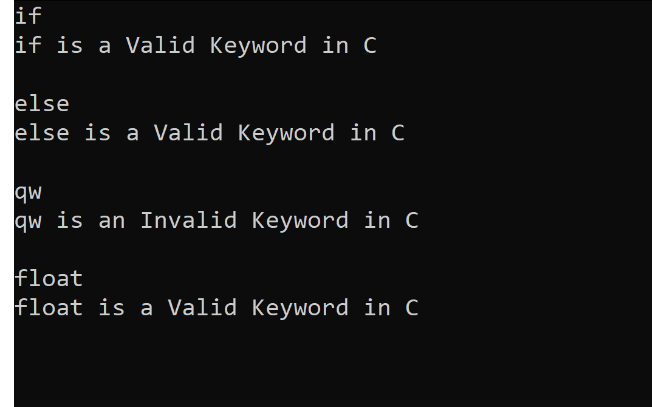 if
if is a Valid Keyword in C
else
else is a Valid Keyword in C
qw
qw is an Invalid Keyword in C
float
float is a Valid Keyword in C